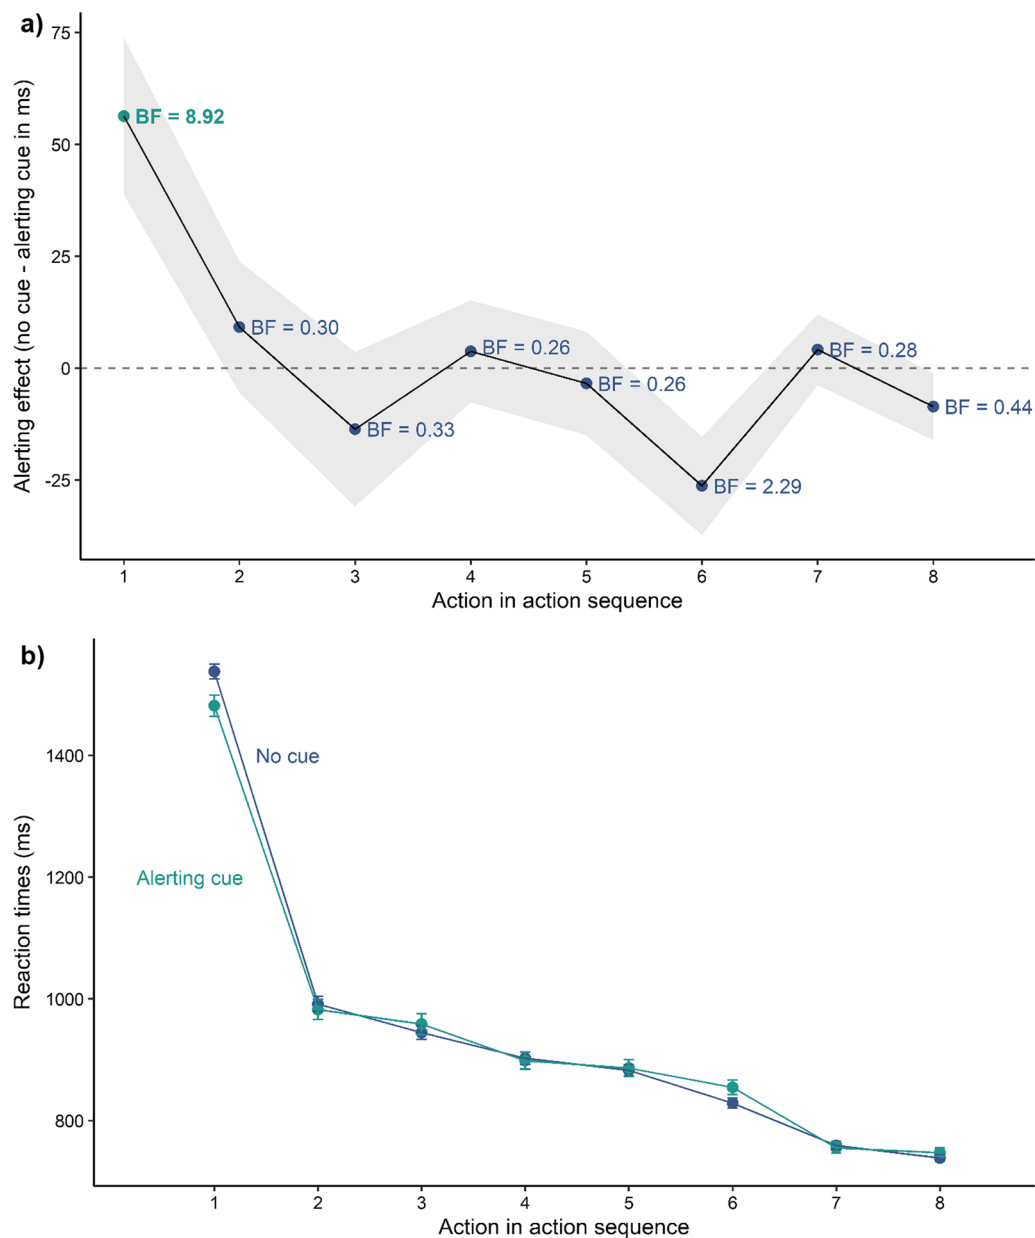 a)
Alerting effect (no cue - alerting cue in ms)
75
50
25
0
-25
BF = 8.92
BF = 0.30
BF = 0.33
BF = 0.26
BF = 0.26
BF = 2.29
BF = 0.28
BF = 0.44
1 2 3 4 5 6 7 8
Action in action sequence
b)
Reaction times (ms)
1400
1200
1000
800
No cue
Alerting cue
1 2 3 4 5 6 7 8
Action in action sequence